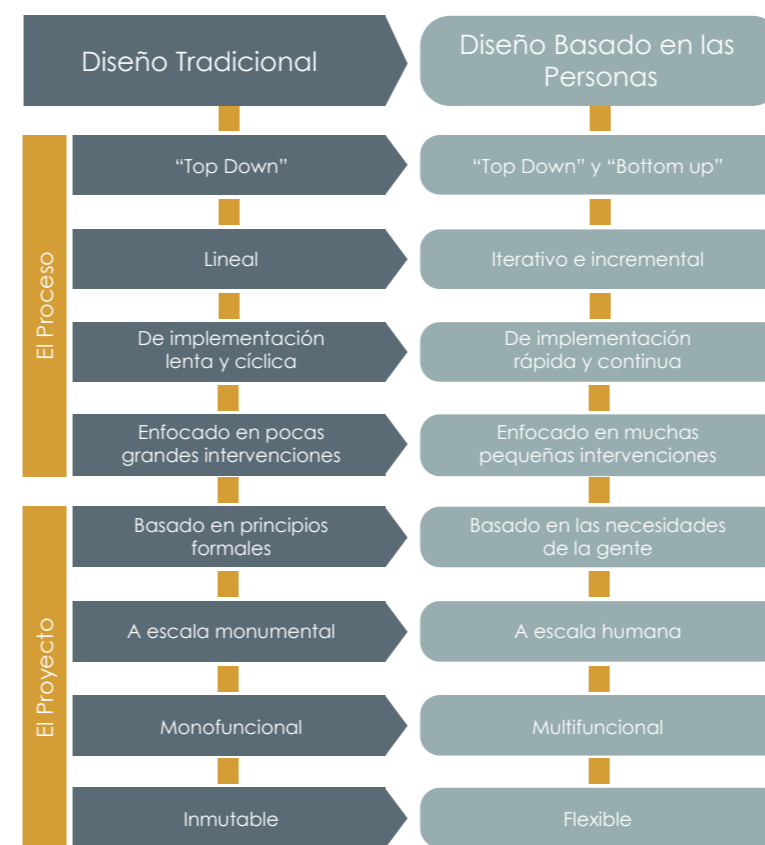 Diseño Tradicional
Diseño Basado en las
Personas
El Proceso
“Top Down”
“Top Down” y “Bottom up”
Lineal
Iterativo e incremental
De implementación
lenta y cíclica
De implementación
rápida y continua
Enfocado en pocas
grandes intervenciones
Enfocado en muchas
pequeñas intervenciones
El Proyecto
Basado en principios
formales
Basado en las necesidades
de la gente
A escala monumental
A escala humana
Monofuncional
Multifuncional
Inmutable
Flexible